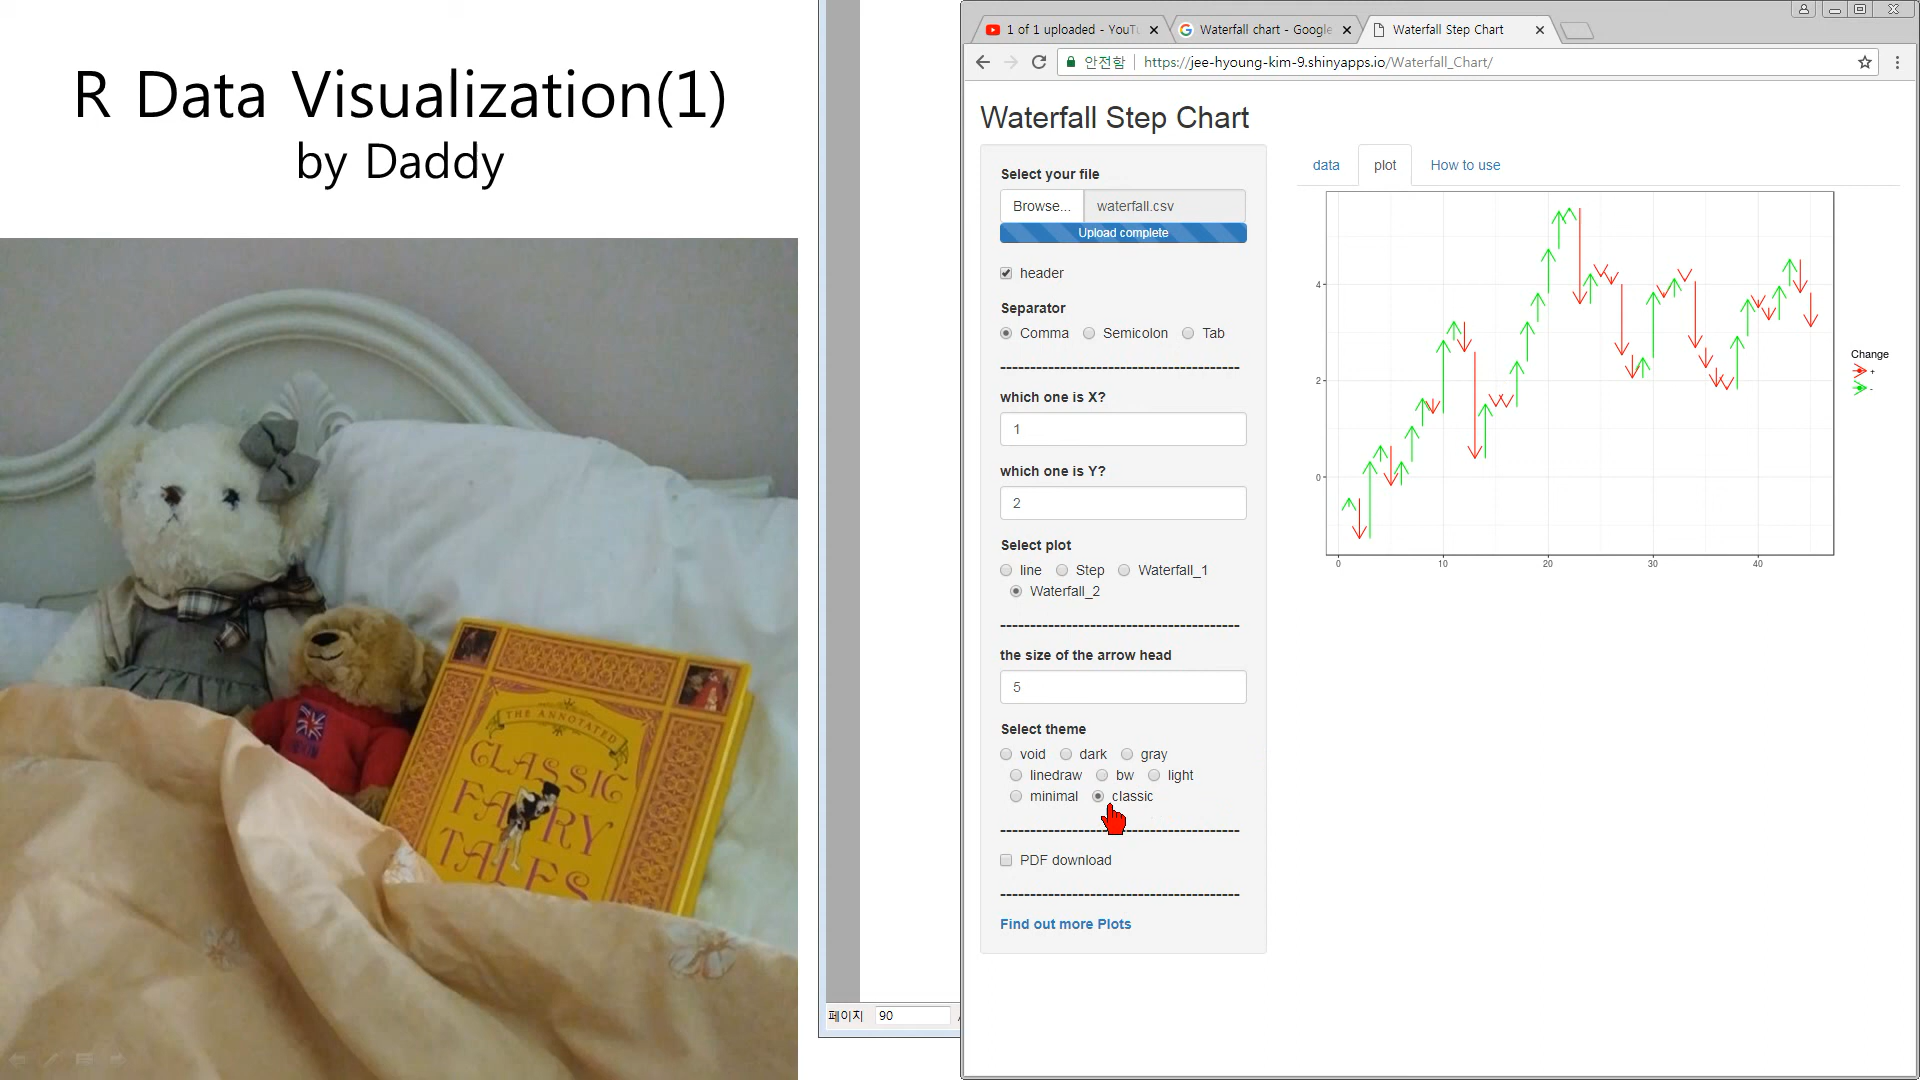 R Data Visualization(1)
by Daddy
THE ANNOTATED
CLASSIC
FAIRY
TALES
페이지 90
1 of 1 uploaded - YouTu
Waterfall chart - Google
Waterfall Step Chart
안전함 https://jee-hyoung-kim-9.shinyapps.io/Waterfall_Chart/
Waterfall Step Chart
Select your file
Browse... waterfall.csv
Upload complete
header
Separator
Comma Semicolon Tab
----------------------------------------
which one is X?
1
which one is Y?
2
Select plot
line Step Waterfall_1
Waterfall_2
----------------------------------------
the size of the arrow head
5
Select theme
void dark gray
linedraw bw light
minimal classic
----------------------------------------
PDF download
----------------------------------------
Find out more Plots
data plot How to use
4
2
0
0 10 20 30 40
Change
+
-